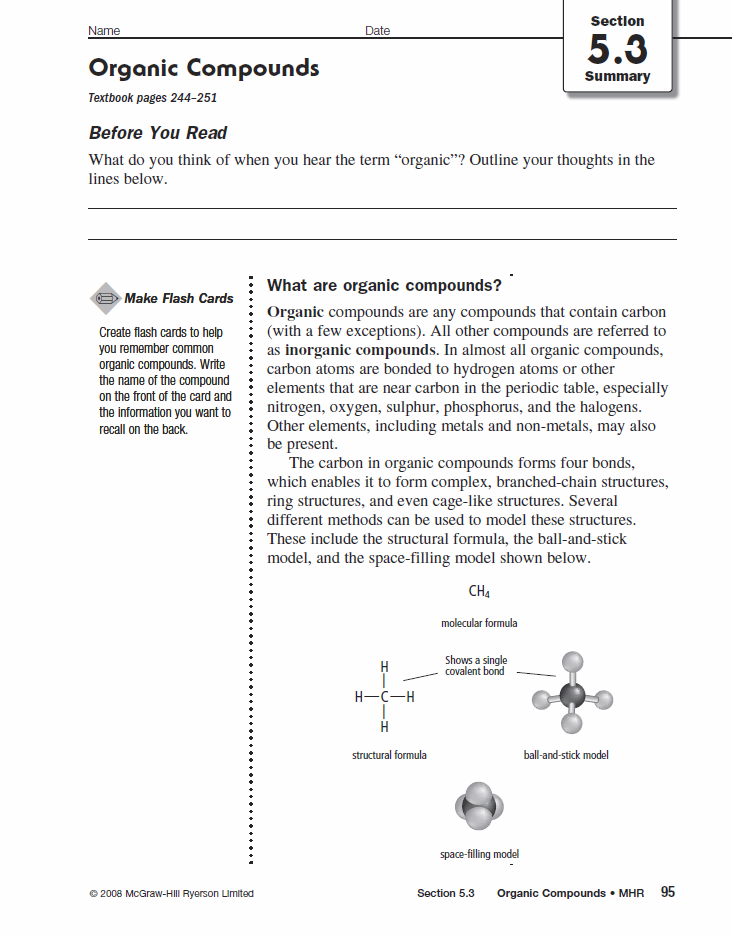 Name Date
Section
5.3
Summary
Organic Compounds
Textbook pages 244–251
Before You Read
What do you think of when you hear the term “organic”? Outline your thoughts in the
lines below.
Make Flash Cards
Create flash cards to help
you remember common
organic compounds. Write
the name of the compound
on the front of the card and
the information you want to
recall on the back.
What are organic compounds?
Organic compounds are any compounds that contain carbon
(with a few exceptions). All other compounds are referred to
as inorganic compounds. In almost all organic compounds,
carbon atoms are bonded to hydrogen atoms or other
elements that are near carbon in the periodic table, especially
nitrogen, oxygen, sulphur, phosphorus, and the halogens.
Other elements, including metals and non-metals, may also
be present.
The carbon in organic compounds forms four bonds,
which enables it to form complex, branched-chain structures,
ring structures, and even cage-like structures. Several
different methods can be used to model these structures.
These include the structural formula, the ball-and-stick
model, and the space-filling model shown below.
CH₄
molecular formula
Shows a single
covalent bond
H
H—C—H
H
structural formula
ball-and-stick model
space-filling model
© 2008 McGraw-Hill Ryerson Limited Section 5.3 Organic Compounds • MHR 95